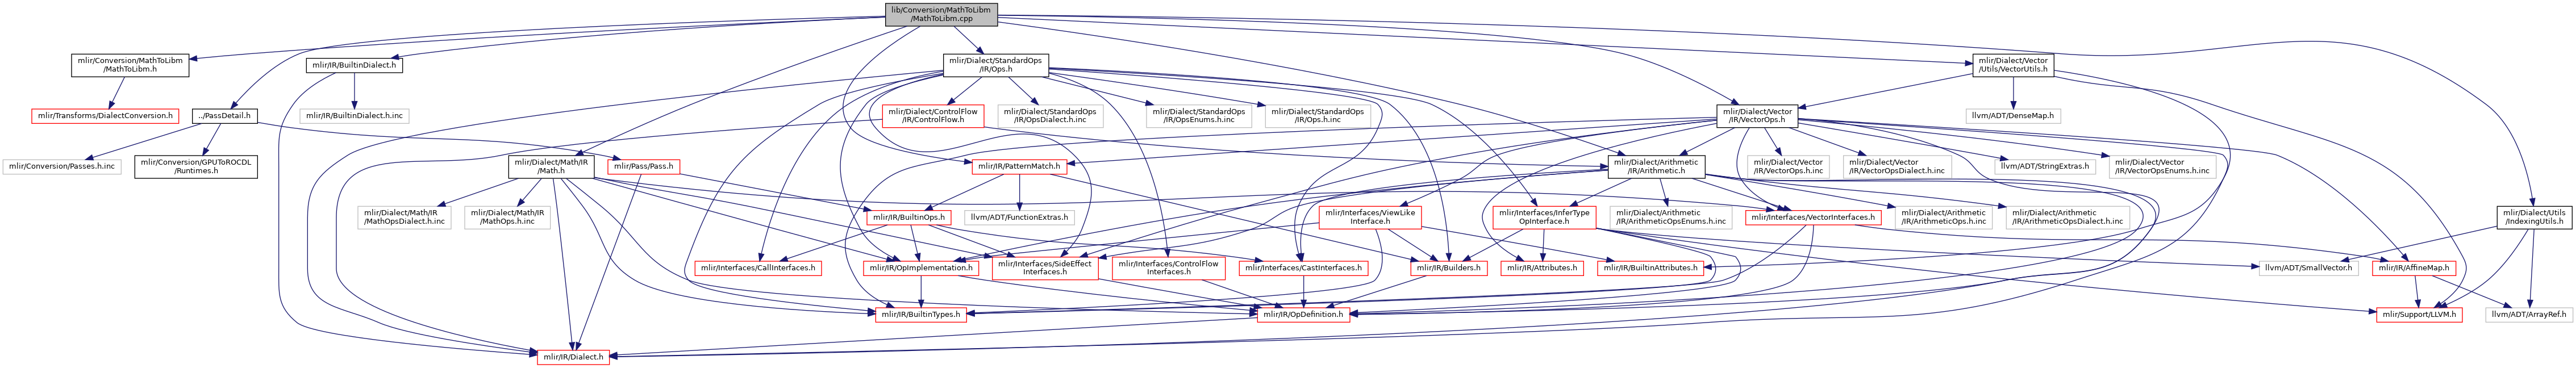 lib/Conversion/MathToLibm
/MathToLibm.cpp
mlir/Conversion/MathToLibm
/MathToLibm.h
mlir/IR/BuiltinDialect.h
mlir/Dialect/StandardOps
/IR/Ops.h
mlir/Dialect/Vector
/Utils/VectorUtils.h
mlir/Transforms/DialectConversion.h
../PassDetail.h
mlir/IR/BuiltinDialect.h.inc
mlir/Dialect/ControlFlow
/IR/ControlFlow.h
mlir/Dialect/StandardOps
/IR/OpsDialect.h.inc
mlir/Dialect/StandardOps
/IR/OpsEnums.h.inc
mlir/Dialect/StandardOps
/IR/Ops.h.inc
mlir/Dialect/Vector
/IR/VectorOps.h
llvm/ADT/DenseMap.h
mlir/Conversion/Passes.h.inc
mlir/Conversion/GPUToROCDL
/Runtimes.h
mlir/Dialect/Math/IR
/Math.h
mlir/Pass/Pass.h
mlir/IR/PatternMatch.h
mlir/Dialect/Arithmetic
/IR/Arithmetic.h
mlir/Dialect/Vector
/IR/VectorOps.h.inc
mlir/Dialect/Vector
/IR/VectorOpsDialect.h.inc
llvm/ADT/StringExtras.h
mlir/Dialect/Vector
/IR/VectorOpsEnums.h.inc
mlir/Dialect/Math/IR
/MathOpsDialect.h.inc
mlir/Dialect/Math/IR
/MathOps.h.inc
mlir/IR/BuiltinOps.h
llvm/ADT/FunctionExtras.h
mlir/Interfaces/ViewLike
Interface.h
mlir/Interfaces/InferType
OpInterface.h
mlir/Dialect/Arithmetic
/IR/ArithmeticOpsEnums.h.inc
mlir/Interfaces/VectorInterfaces.h
mlir/Dialect/Arithmetic
/IR/ArithmeticOps.h.inc
mlir/Dialect/Arithmetic
/IR/ArithmeticOpsDialect.h.inc
mlir/Dialect/Utils
/IndexingUtils.h
mlir/Interfaces/CallInterfaces.h
mlir/IR/OpImplementation.h
mlir/Interfaces/SideEffect
Interfaces.h
mlir/Interfaces/ControlFlow
Interfaces.h
mlir/Interfaces/CastInterfaces.h
mlir/IR/Builders.h
mlir/IR/Attributes.h
mlir/IR/BuiltinAttributes.h
llvm/ADT/SmallVector.h
mlir/IR/AffineMap.h
mlir/IR/BuiltinTypes.h
mlir/IR/OpDefinition.h
mlir/Support/LLVM.h
llvm/ADT/ArrayRef.h
mlir/IR/Dialect.h